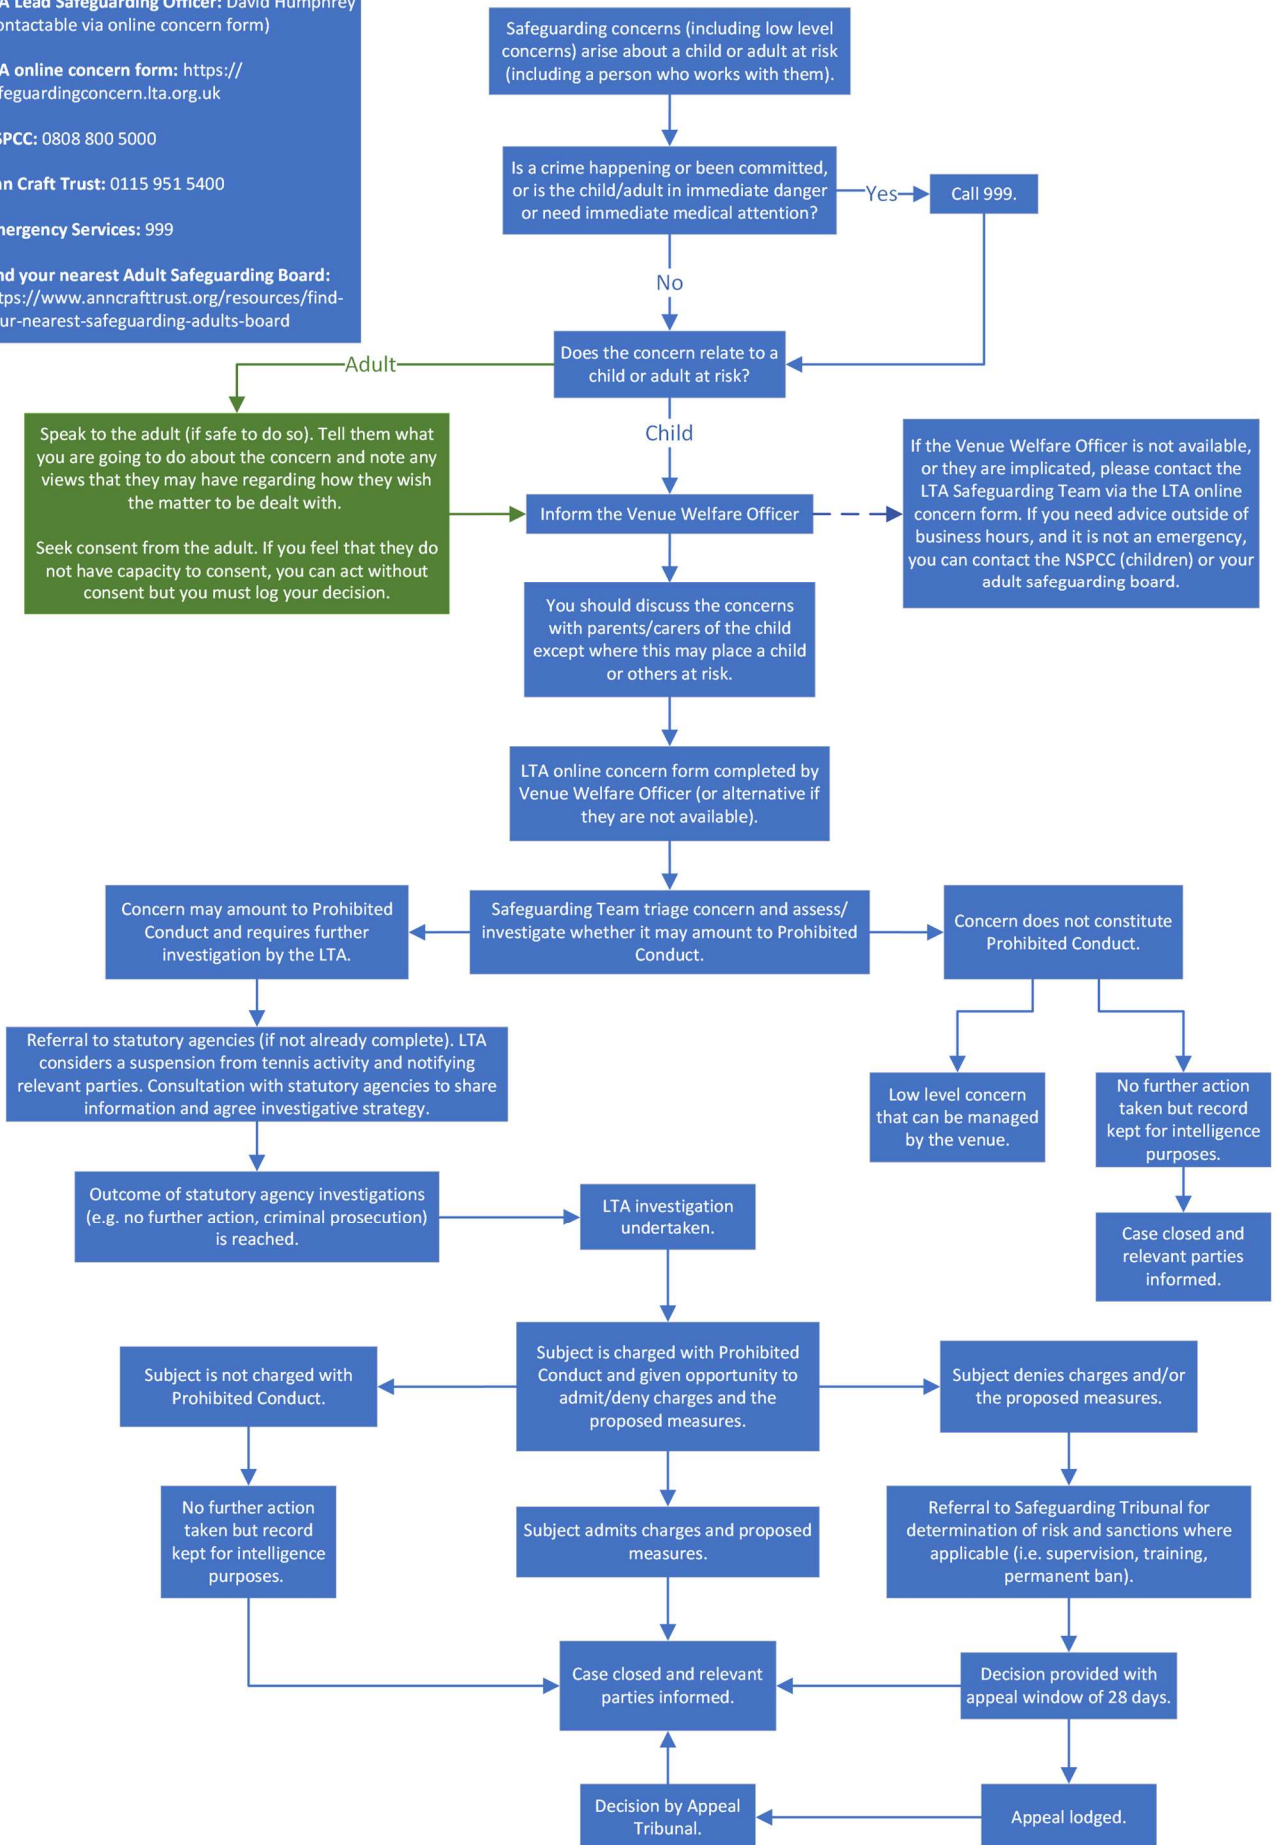 Lead Safeguarding Officer: David Humphrey
ontactable via online concern form)
A online concern form: https://
feguardingconcern.lta.org.uk
SPCC: 0808 800 5000
nn Craft Trust: 0115 951 5400
mergency Services: 999
nd your nearest Adult Safeguarding Board:
tps://www.anncrafttrust.org/resources/find-
ur-nearest-safeguarding-adults-board
Safeguarding concerns (including low level
concerns) arise about a child or adult at risk
(including a person who works with them).
Is a crime happening or been committed,
or is the child/adult in immediate danger
or need immediate medical attention?
Yes
Call 999.
No
Does the concern relate to a
child or adult at risk?
Adult
Speak to the adult (if safe to do so). Tell them what
you are going to do about the concern and note any
views that they may have regarding how they wish
the matter to be dealt with.
Seek consent from the adult. If you feel that they do
not have capacity to consent, you can act without
consent but you must log your decision.
Child
Inform the Venue Welfare Officer
If the Venue Welfare Officer is not available,
or they are implicated, please contact the
LTA Safeguarding Team via the LTA online
concern form. If you need advice outside of
business hours, and it is not an emergency,
you can contact the NSPCC (children) or your
adult safeguarding board.
You should discuss the concerns
with parents/carers of the child
except where this may place a child
or others at risk.
LTA online concern form completed by
Venue Welfare Officer (or alternative if
they are not available).
Safeguarding Team triage concern and assess/
investigate whether it may amount to Prohibited
Conduct.
Concern may amount to Prohibited
Conduct and requires further
investigation by the LTA.
Concern does not constitute
Prohibited Conduct.
Referral to statutory agencies (if not already complete). LTA
considers a suspension from tennis activity and notifying
relevant parties. Consultation with statutory agencies to share
information and agree investigative strategy.
Low level concern
that can be managed
by the venue.
No further action
taken but record
kept for intelligence
purposes.
Outcome of statutory agency investigations
(e.g. no further action, criminal prosecution)
is reached.
LTA investigation
undertaken.
Case closed and
relevant parties
informed.
Subject is not charged with
Prohibited Conduct.
Subject is charged with Prohibited
Conduct and given opportunity to
admit/deny charges and the
proposed measures.
Subject denies charges and/or
the proposed measures.
No further action
taken but record
kept for intelligence
purposes.
Subject admits charges and proposed
measures.
Referral to Safeguarding Tribunal for
determination of risk and sanctions where
applicable (i.e. supervision, training,
permanent ban).
Case closed and relevant
parties informed.
Decision provided with
appeal window of 28 days.
Decision by Appeal
Tribunal.
Appeal lodged.